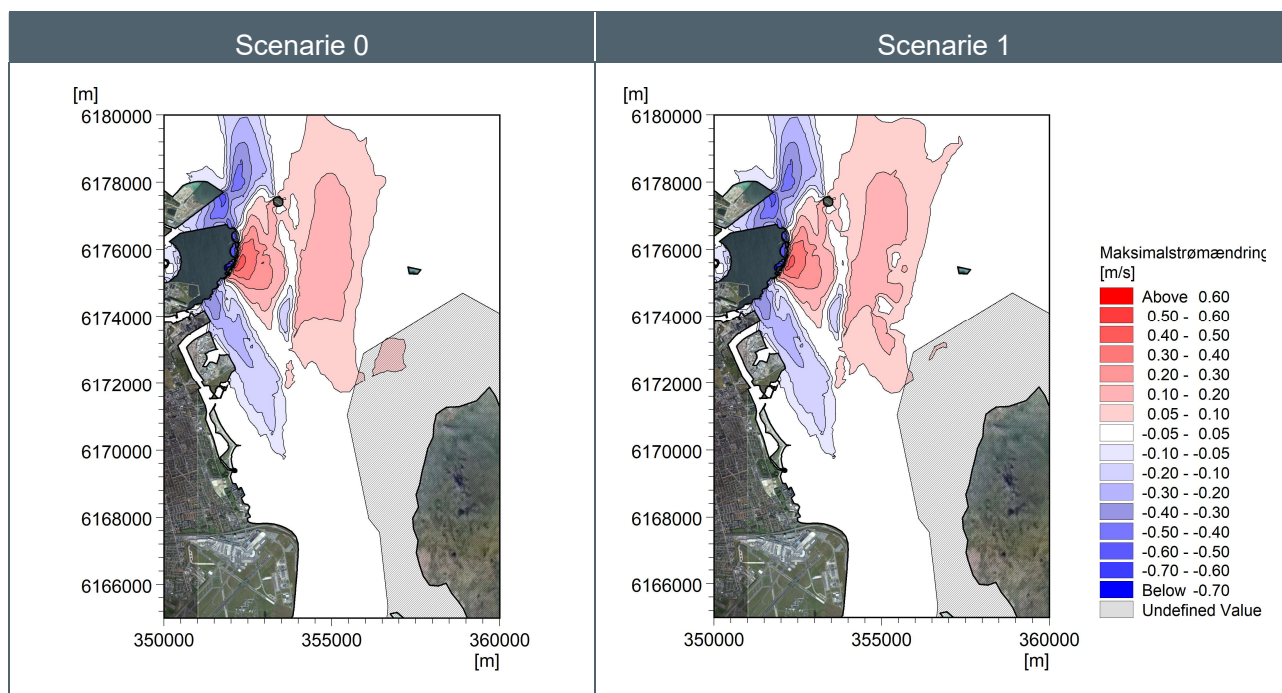 Scenarie 0
Scenarie 1
[m]
6180000
6178000
6176000
6174000
6172000
6170000
6168000
6166000
350000
355000
360000
[m]
[m]
6180000
6178000
6176000
6174000
6172000
6170000
6168000
6166000
350000
355000
360000
[m]
Maksimalstrømændring
[m/s]
Above 0.60
0.50 - 0.60
0.40 - 0.50
0.30 - 0.40
0.20 - 0.30
0.10 - 0.20
0.05 - 0.10
-0.05 - 0.05
-0.10 - -0.05
-0.20 - -0.10
-0.30 - -0.20
-0.40 - -0.30
-0.50 - -0.40
-0.60 - -0.50
-0.70 - -0.60
Below -0.70
Undefined Value